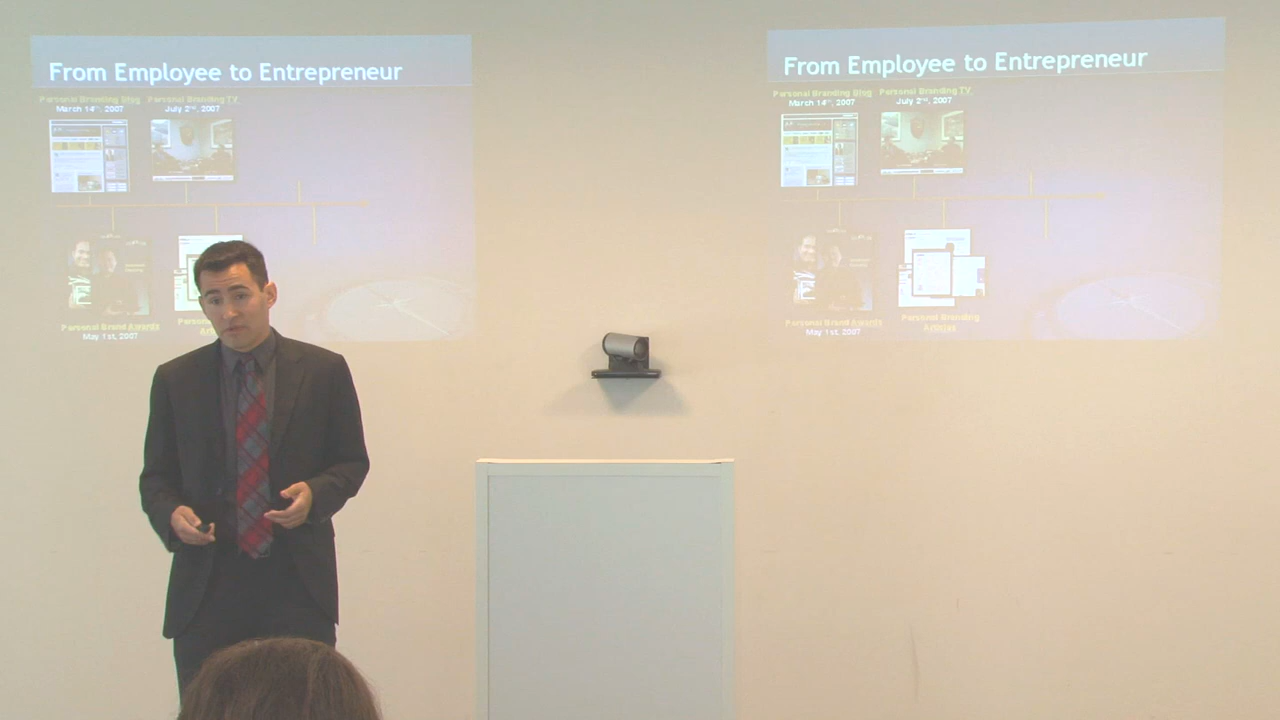 From Employee to Entrepreneur
Personal Branding Blog
March 14th, 2007
Personal Branding TV
July 2nd, 2007
Personal Brand Awards
May 1st, 2007
From Employee to Entrepreneur
Personal Branding Blog
March 14th, 2007
Personal Branding TV
July 2nd, 2007
Personal Brand Awards
May 1st, 2007
Personal Branding
Articles